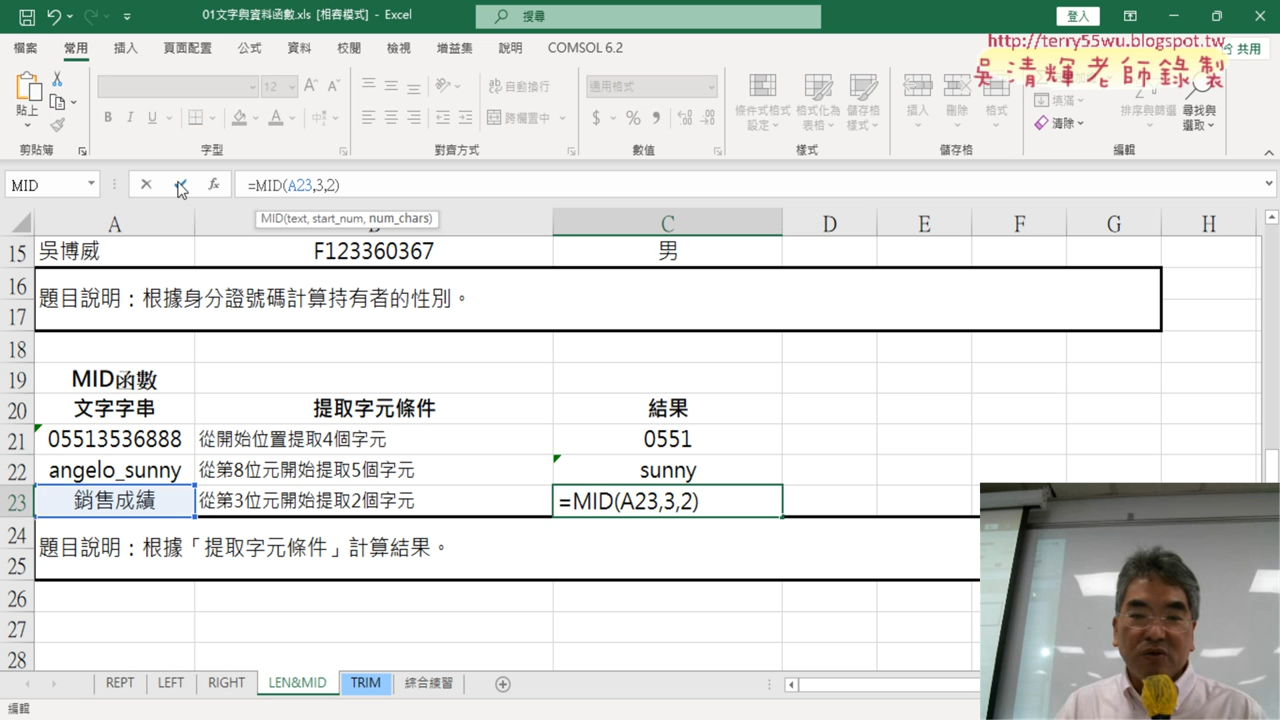 01文字與資料函數.xls [相容模式] - Excel
搜尋
登入
檔案 常用 插入 頁面配置 公式 資料 校閱 檢視 增益集 說明 COMSOL 6.2
共用
http://terry55wu.blogspot.tw
吳清輝老師錄製
貼上
剪貼簿
12
B I U
字型
自動換行
跨欄置中
對齊方式
通用格式
$ %
數值
條件式格式設定
格式化為表格
儲存格樣式
樣式
插入 刪除 格式
儲存格
填滿
清除
排序與篩選
尋找與選取
編輯
MID
fx
=MID(A23,3,2)
MID(text, start_num, num_chars)
A C D E F G H
15 吳博威 F123360367 男
16 題目說明：根據身分證號碼計算持有者的性別。
17
18
19 MID函數
20 文字字串 提取字元條件 結果
21 05513536888 從開始位置提取4個字元 0551
22 angelo_sunny 從第8位元開始提取5個字元 sunny
23 銷售成績 從第3位元開始提取2個字元 =MID(A23,3,2)
24 題目說明：根據「提取字元條件」計算結果。
25
26
27
28
REPT LEFT RIGHT LEN&MID TRIM 綜合練習
編輯